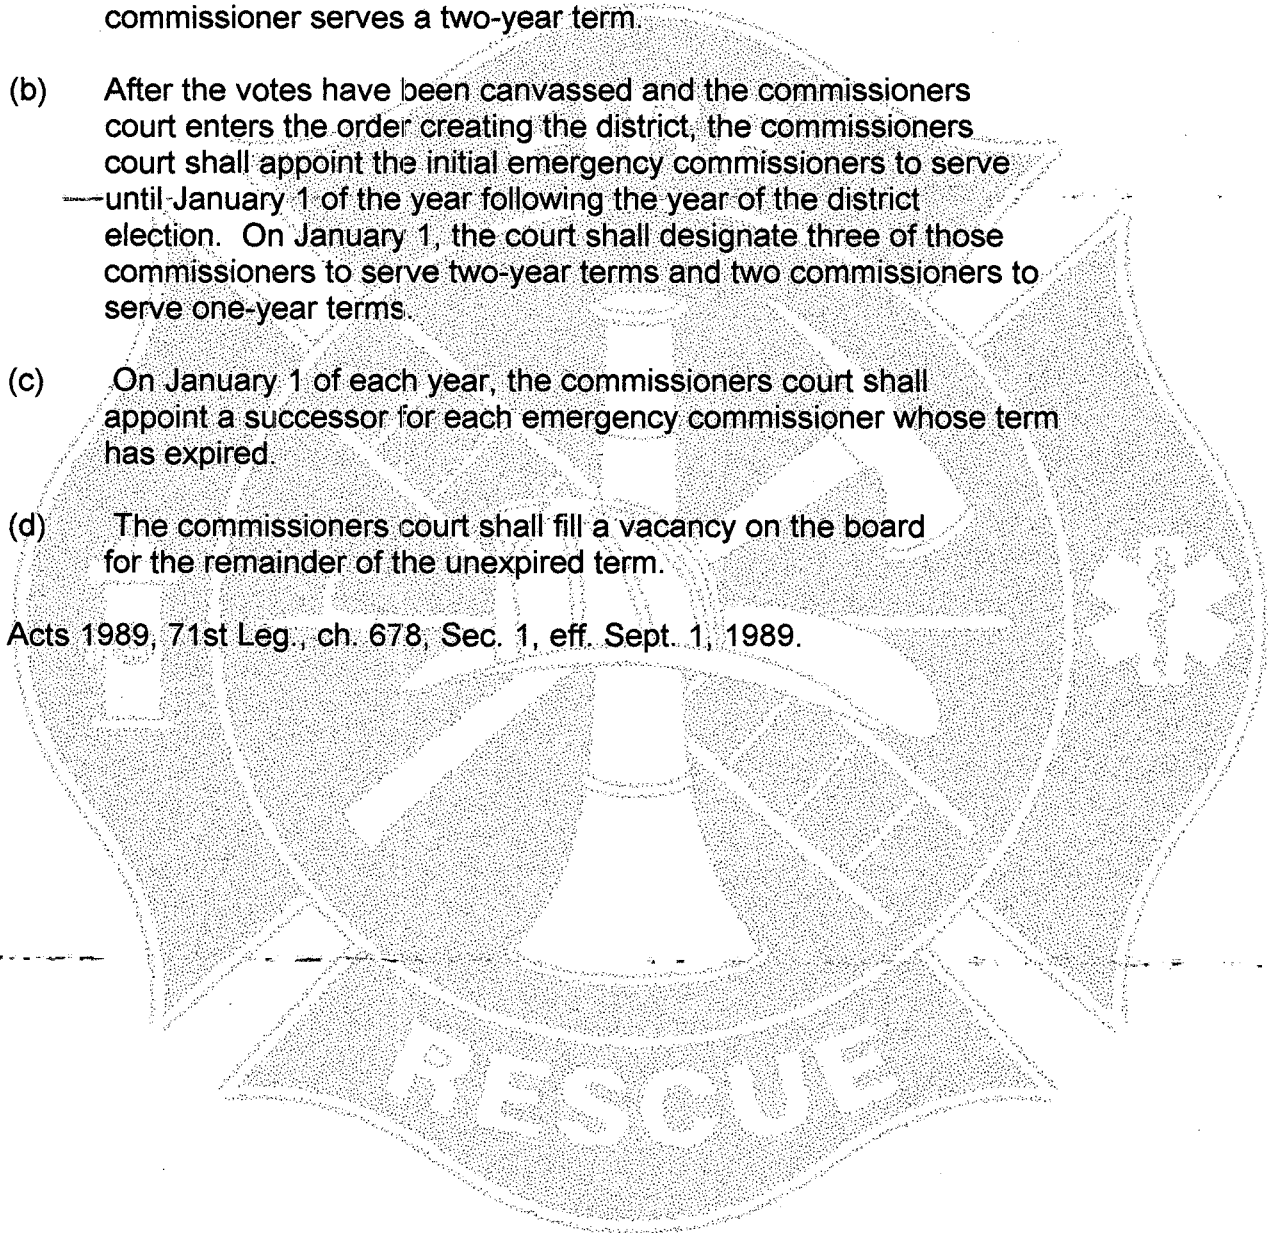 commissioner serves a two-year term.
(b) After the votes have been canvassed and the commissioners
court enters the order creating the district, the commissioners
court shall appoint the initial emergency commissioners to serve
until January 1 of the year following the year of the district
election. On January 1, the court shall designate three of those
commissioners to serve two-year terms and two commissioners to
serve one-year terms.
(c) On January 1 of each year, the commissioners court shall
appoint a successor for each emergency commissioner whose term
has expired.
(d) The commissioners court shall fill a vacancy on the board
for the remainder of the unexpired term.
Acts 1989, 71st Leg., ch. 678, Sec. 1, eff. Sept. 1, 1989.
RESCUE